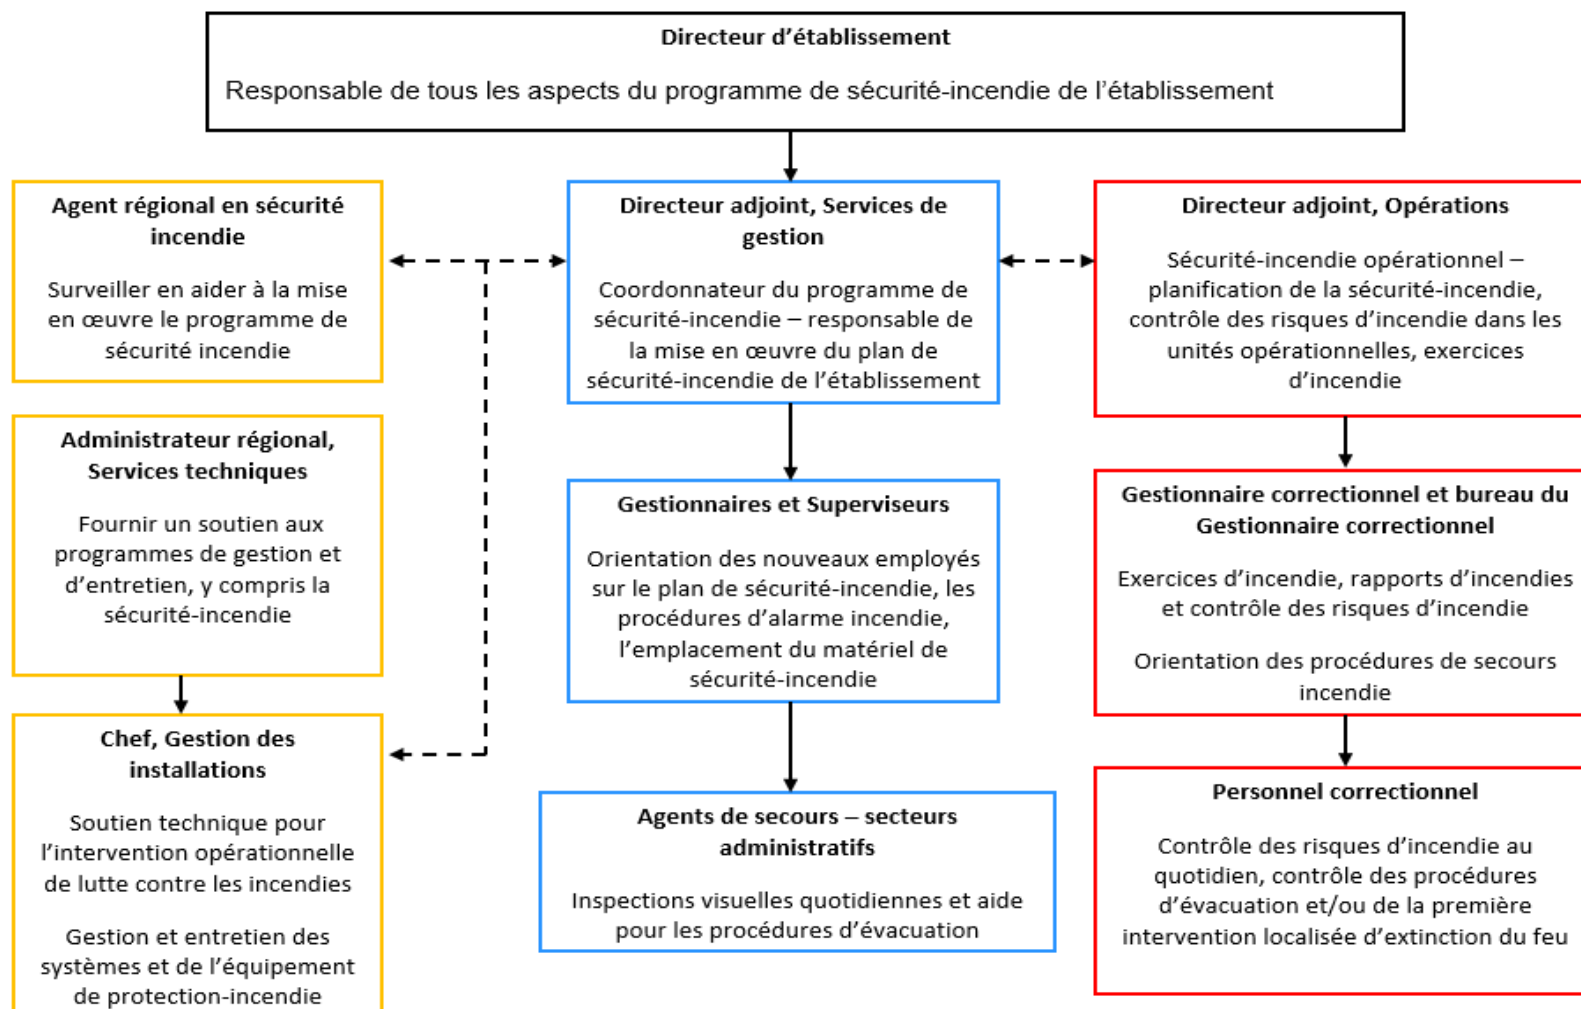 Directeur d’établissement
Responsable de tous les aspects du programme de sécurité-incendie de l’établissement
Agent régional en sécurité
incendie
Surveiller en aider à la mise
en œuvre le programme de
sécurité incendie
Administrateur régional,
Services techniques
Fournir un soutien aux
programmes de gestion et
d’entretien, y compris la
sécurité-incendie
Chef, Gestion des
installations
Soutien technique pour
l’intervention opérationnelle
de lutte contre les incendies
Gestion et entretien des
systèmes et de l’équipement
de protection-incendie
Directeur adjoint, Services de
gestion
Coordonnateur du programme de
sécurité-incendie – responsable de
la mise en œuvre du plan de
sécurité-incendie de l’établissement
Gestionnaires et Superviseurs
Orientation des nouveaux employés
sur le plan de sécurité-incendie, les
procédures d’alarme incendie,
l’emplacement du matériel de
sécurité-incendie
Agents de secours – secteurs
administratifs
Inspections visuelles quotidiennes et aide
pour les procédures d’évacuation
Directeur adjoint, Opérations
Sécurité-incendie opérationnel –
planification de la sécurité-incendie,
contrôle des risques d’incendie dans les
unités opérationnelles, exercices
d’incendie
Gestionnaire correctionnel et bureau du
Gestionnaire correctionnel
Exercices d’incendie, rapports d’incendies
et contrôle des risques d’incendie
Orientation des procédures de secours
incendie
Personnel correctionnel
Contrôle des risques d’incendie au
quotidien, contrôle des procédures
d’évacuation et/ou de la première
intervention localisée d’extinction du feu